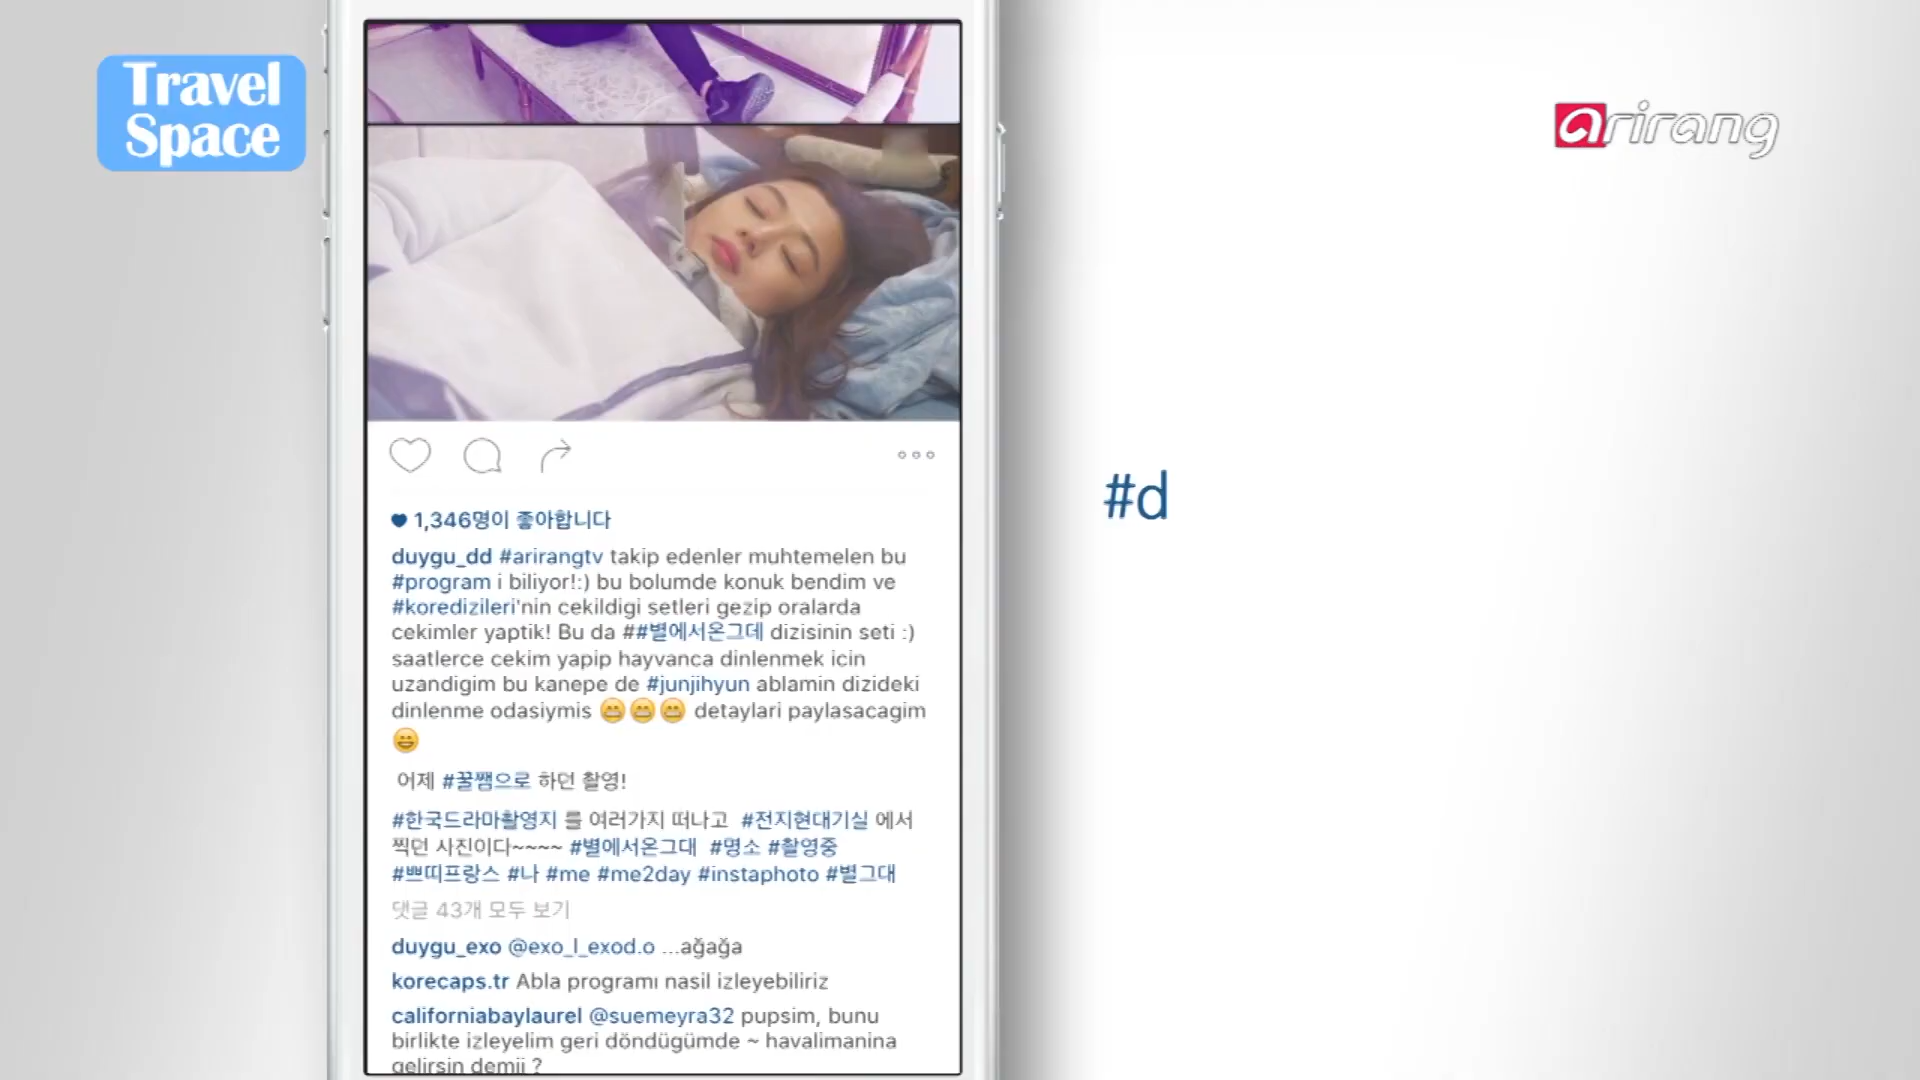 Travel
Space
arirang
#d
1,346명이 좋아합니다
duygu_dd #arirangtv takip edenler muhtemelen bu
#program i biliyor!:) bu bolumde konuk bendim ve
#koredizileri'nin cekildigi setleri gezip oralarda
cekimler yaptik! Bu da ##별에서온그데 dizisinin seti :)
saatlerce cekim yapip hayvanca dinlenmek icin
uzandigim bu kanepe de #junjihyun ablamin dizideki
dinlenme odasiymis 😁😁😁 detaylari paylasacagim
😄
어제 #꿀쨈으로 하던 촬영!
#한국드라마촬영지 를 여러가지 떠나고 #전지현대기실 에서
찍던 사진이다~~~~ #별에서온그대 #명소 #촬영중
#쁘띠프랑스 #나 #me #me2day #instaphoto #별그대
댓글 43개 모두 보기
duygu_exo @exo_l_exod.o ...ağağa
korecaps.tr Abla programı nasil izleyebiliriz
californiabaylaurel @suemeyra32 pupsim, bunu
birlikte izleyelim geri döndügümde ~ havalimanina
gelirsin demii ?